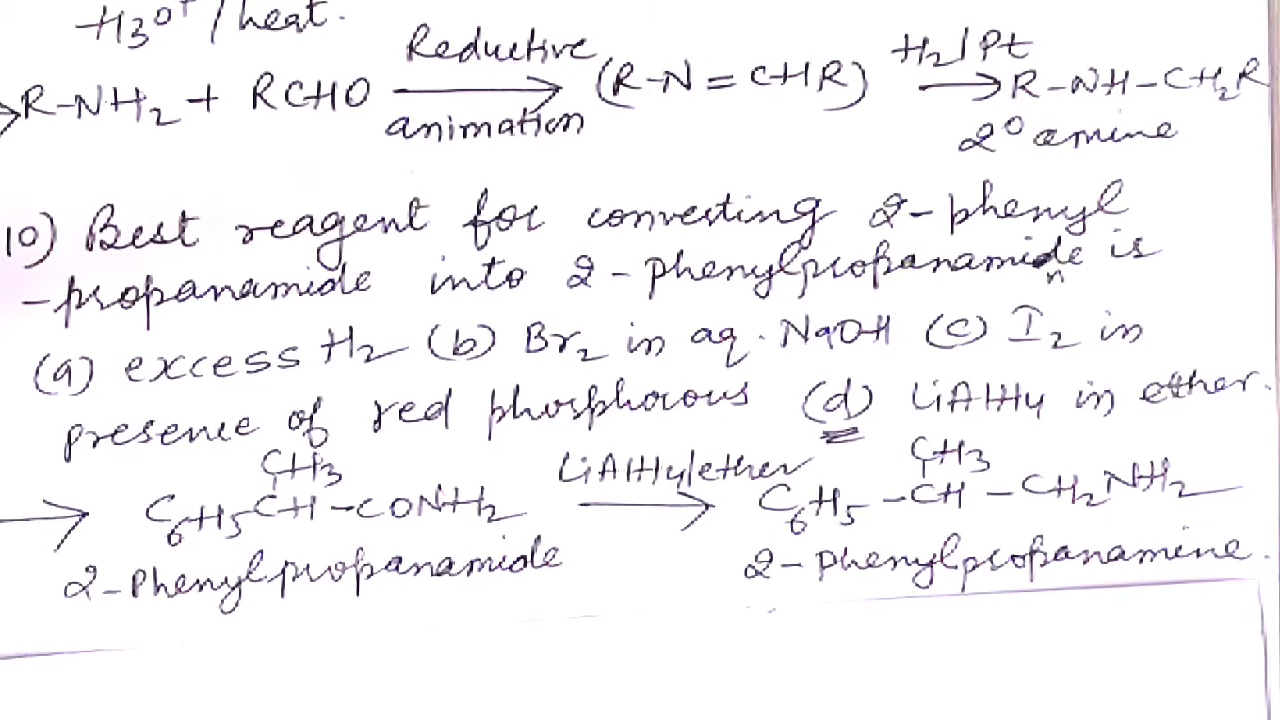 H3O+ / heat.
Reductive
H2/Pt
→R-NH2 + RCHO ⟶ (R-N=CHR) ⟶ R-NH-CH2R
animation
2° amine
10) Best reagent for converting 2-phenyl
-propanamide into 2-phenylpropanamide is
n
(a) excess H2 (b) Br2 in aq. NaOH (c) I2 in
presence of red phosphorous (d) LiAlH4 in ether.
CH3 LiAlH4/ether CH3
→ C6H5CH-CONH2 ⟶ C6H5-CH-CH2NH2
2-Phenylpropanamide 2-phenylpropanamine.